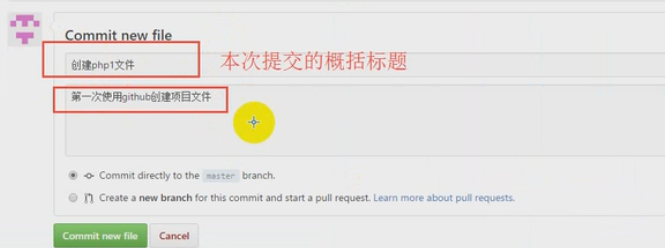 Commit new file
创建php1文件
本次提交的概括标题
第一次使用github创建项目文件
Commit directly to the master branch.
Create a new branch for this commit and start a pull request. Learn more about pull requests.
Commit new file
Cancel